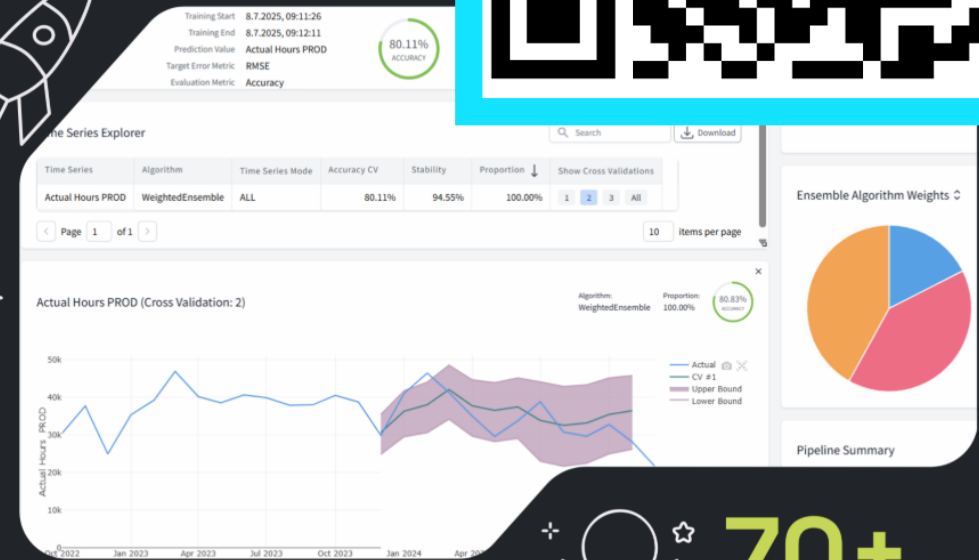 Training Start 8.7.2025, 09:11:26
Training End 8.7.2025, 09:12:11
Prediction Value Actual Hours PROD
Target Error Metric RMSE
Evaluation Metric Accuracy
80.11%
ACCURACY
me Series Explorer
Search
Download
Time Series Algorithm Time Series Mode Accuracy CV Stability Proportion Show Cross Validations
Actual Hours PROD WeightedEnsemble ALL 80.11% 94.55% 100.00% 1 2 3 All
Page 1 of 1
10 items per page
Actual Hours PROD (Cross Validation: 2)
Algorithm: WeightedEnsemble
Proportion: 100.00%
80.83%
ACCURACY
50k
40k
30k
20k
10k
0
Actual Hours PROD
Oct 2022 Jan 2023 Apr 2023 Jul 2023 Oct 2023 Jan 2024 Apr 20
Actual
CV #1
Upper Bound
Lower Bound
Ensemble Algorithm Weights
Pipeline Summary
70+